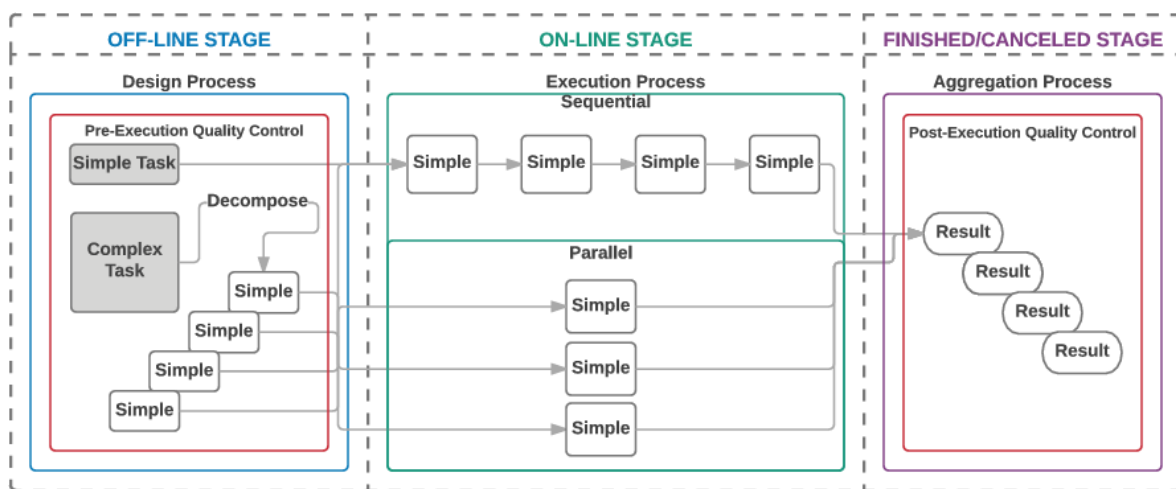 OFF-LINE STAGE
ON-LINE STAGE
FINISHED/CANCELED STAGE
Design Process
Pre-Execution Quality Control
Simple Task
Decompose
Complex
Task
Simple
Simple
Simple
Simple
Execution Process
Sequential
Simple
Simple
Simple
Simple
Parallel
Simple
Simple
Simple
Aggregation Process
Post-Execution Quality Control
Result
Result
Result
Result